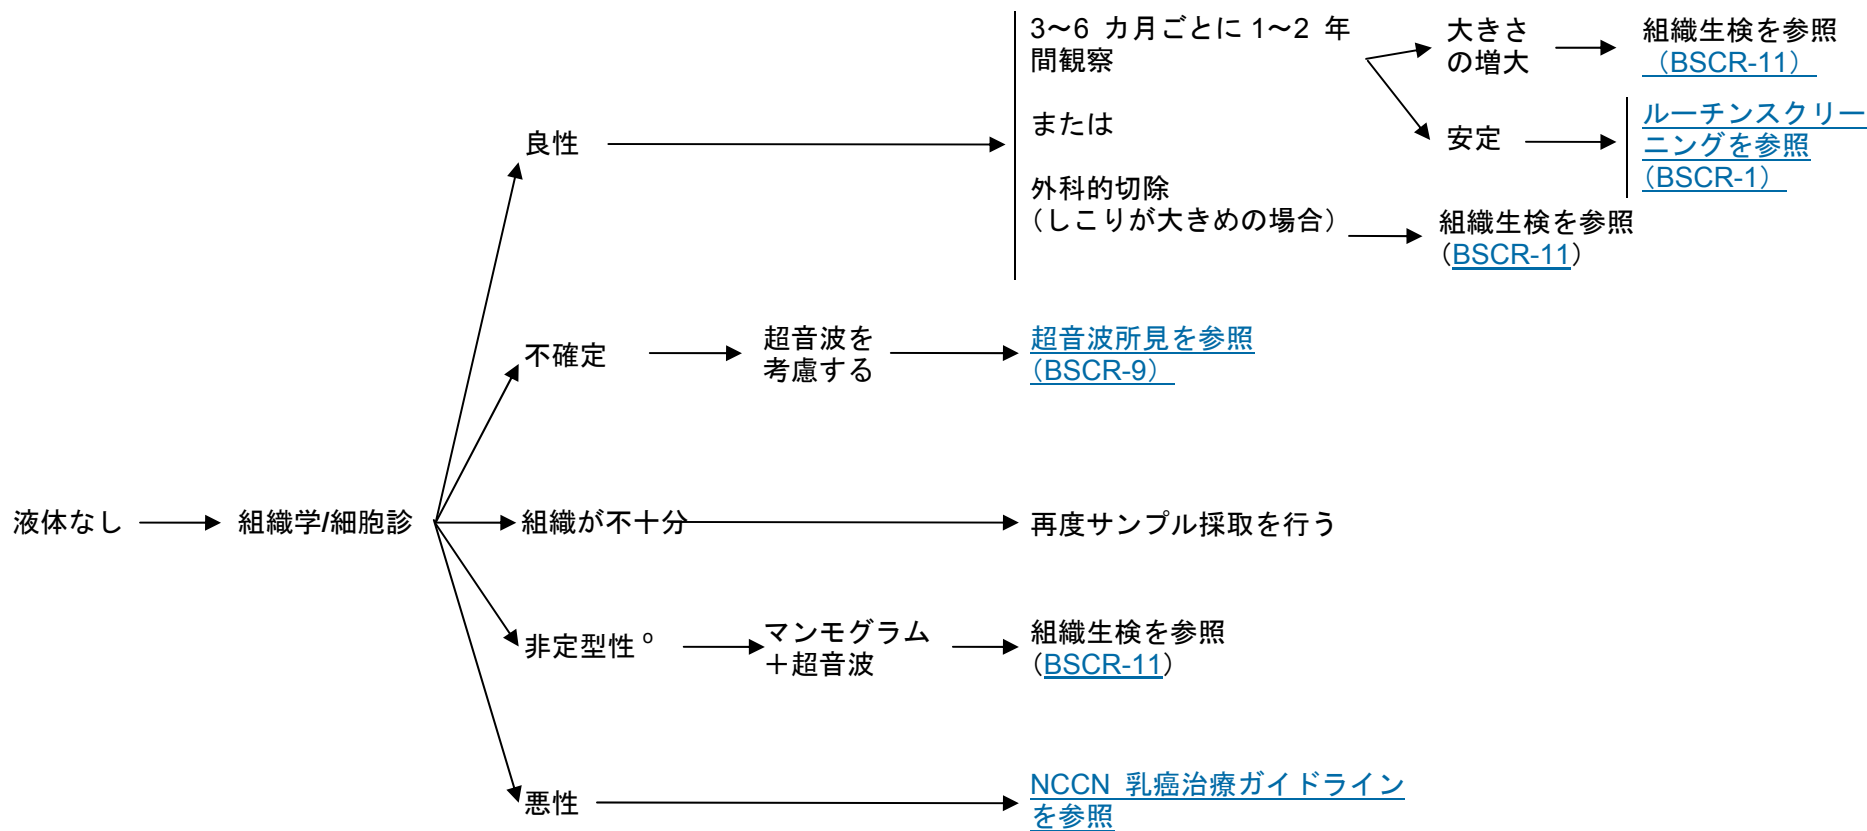 3～6 カ月ごとに 1～2 年
間観察
または
外科的切除
（しこりが大きめの場合）
大きさ
の増大
組織生検を参照
（BSCR-11）
安定
ルーチンスクリー
ニングを参照
（BSCR-1）
組織生検を参照
（BSCR-11）
良性
不確定
超音波を
考慮する
超音波所見を参照
（BSCR-9）
液体なし
組織学/細胞診
組織が不十分
再度サンプル採取を行う
非定型性 o
マンモグラム
＋超音波
組織生検を参照
（BSCR-11）
悪性
NCCN 乳癌治療ガイドライン
を参照